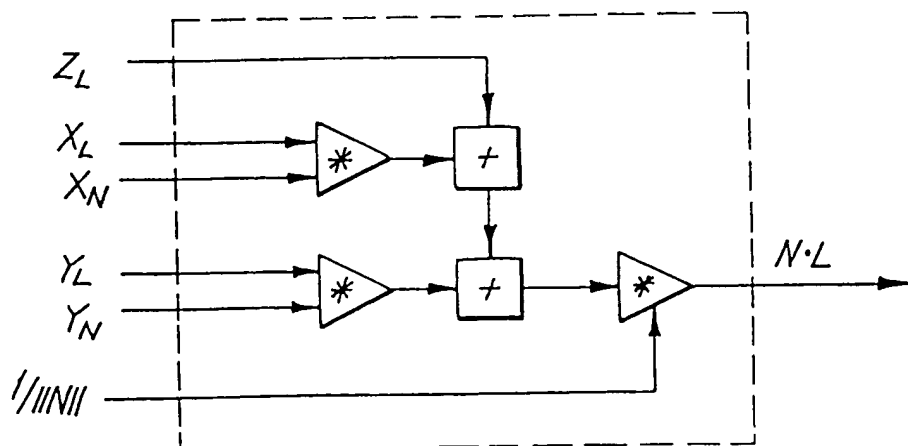 Z_L
X_L
*
+
X_N
Y_L
*
+
*
N·L
Y_N
1/||N||